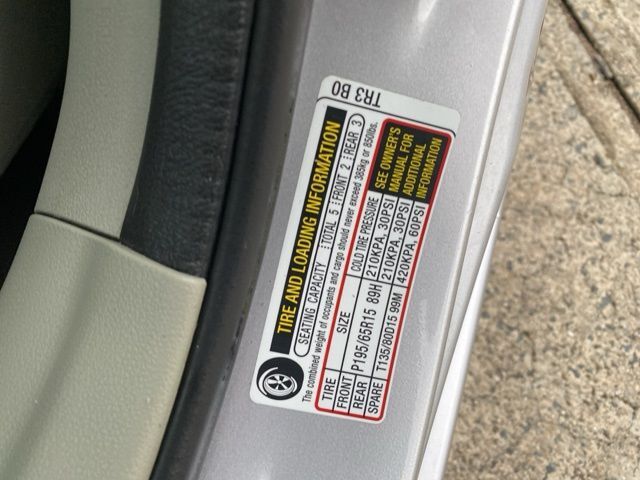 TR3 B0
TIRE AND LOADING INFORMATION
SEATING CAPACITY : TOTAL 5 : FRONT 2 : REAR 3
The combined weight of occupants and cargo should never exceed 385kg or 850lbs.
TIRE SIZE COLD TIRE PRESSURE
FRONT P195/65R15 89H 210KPA, 30PSI
REAR 210KPA, 30PSI
SPARE T135/80D15 99M 420KPA, 60PSI
SEE OWNER'S
MANUAL FOR
ADDITIONAL
INFORMATION